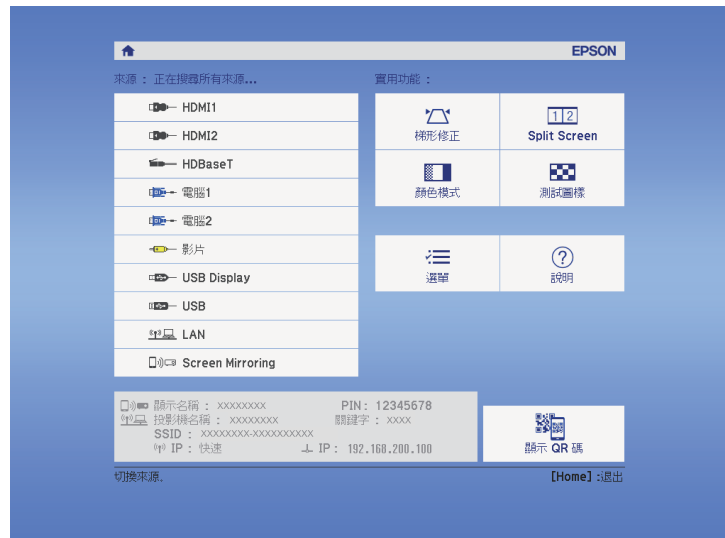 EPSON
來源 : 正在搜尋所有來源...
HDMI1
HDMI2
HDBaseT
電腦1
電腦2
影片
USB Display
USB
LAN
Screen Mirroring
實用功能 :
梯形修正
1 2
Split Screen
顏色模式
測試圖樣
選單
?
說明
顯示名稱 : xxxxxxxx PIN : 12345678
投影機名稱 : xxxxxxxx 關鍵字 : xxxx
SSID : xxxxxxxx-xxxxxxxxxx
IP : 快速 IP : 192.168.200.100
顯示 QR 碼
切換來源.
[Home] :退出